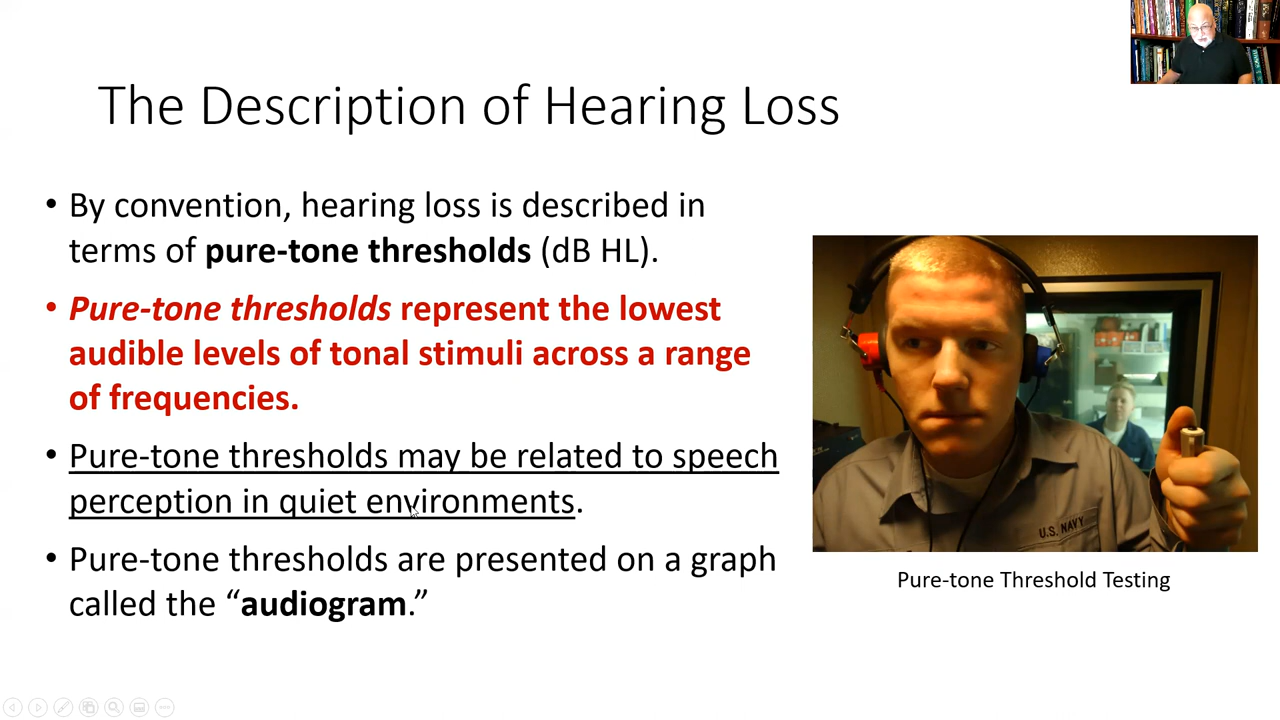 The Description of Hearing Loss
• By convention, hearing loss is described in
terms of pure-tone thresholds (dB HL).
• Pure-tone thresholds represent the lowest
audible levels of tonal stimuli across a range
of frequencies.
• Pure-tone thresholds may be related to speech
perception in quiet environments.
• Pure-tone thresholds are presented on a graph
called the “audiogram.”
U.S. NAVY
Pure-tone Threshold Testing